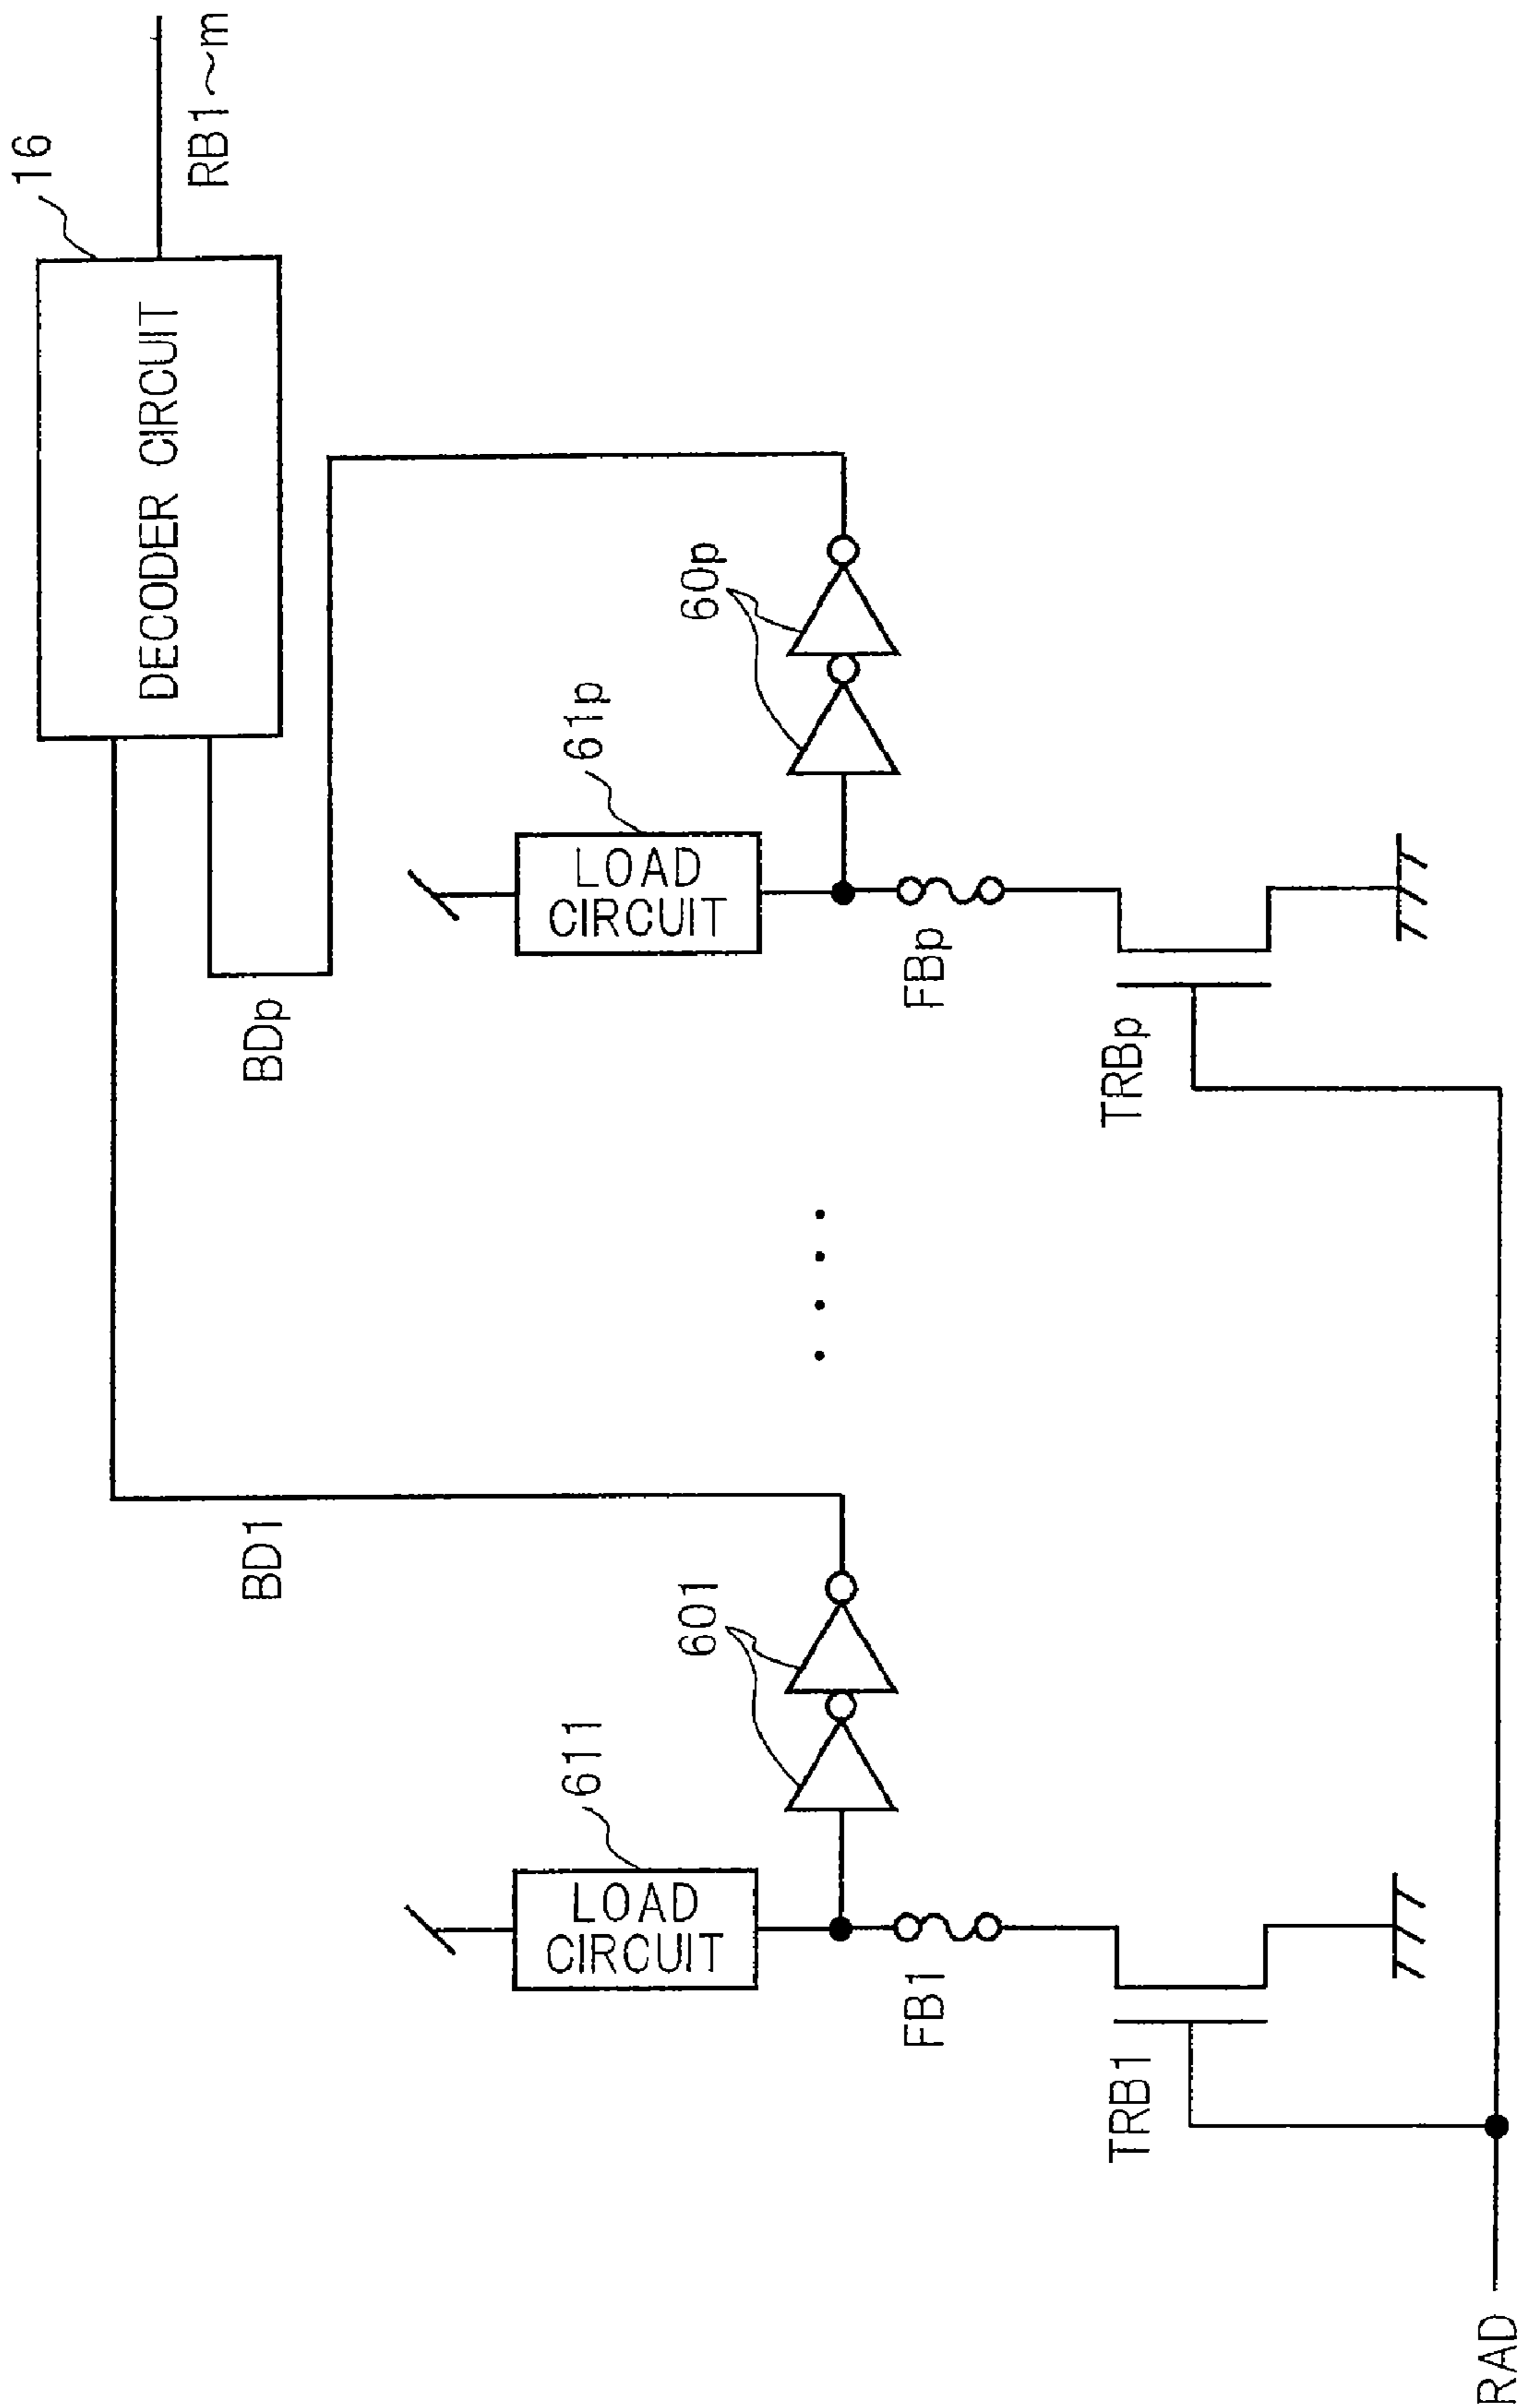 16
DECODER CIRCUIT
RB1~m
BD1
BDp
611
LOAD
CIRCUIT
601
61p
LOAD
CIRCUIT
60p
FB1
FBp
TRB1
TRBp
RAD